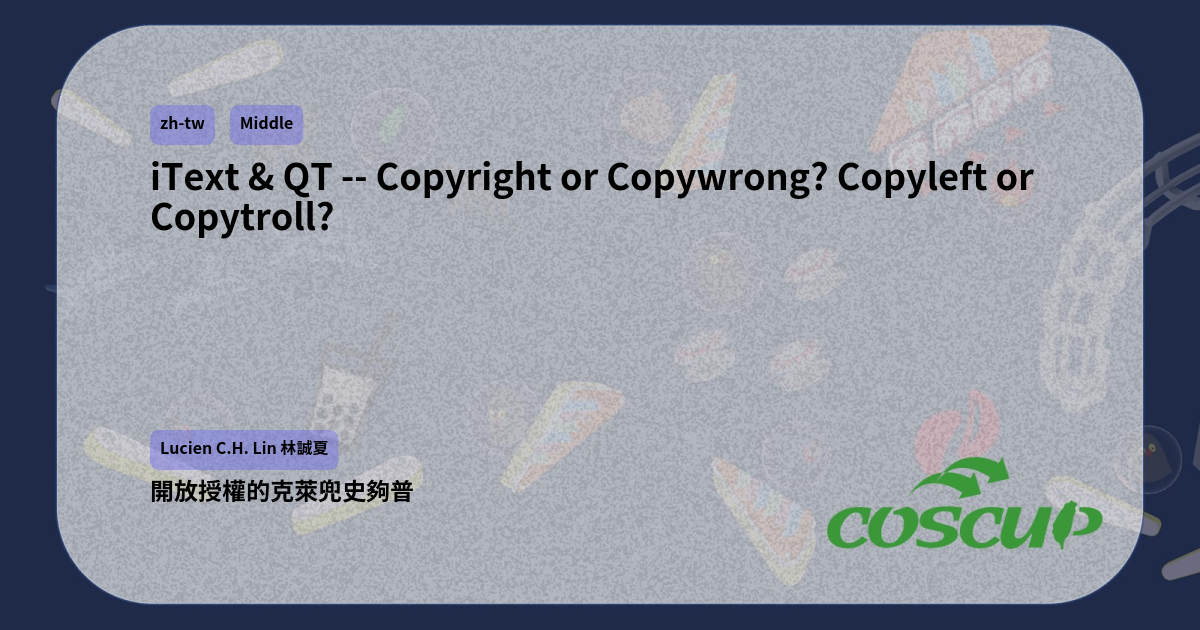 zh-tw Middle
iText & QT -- Copyright or Copywrong? Copyleft or
Copytroll?
Lucien C.H. Lin 林誠夏
開放授權的克萊兜史夠普
COSCUP